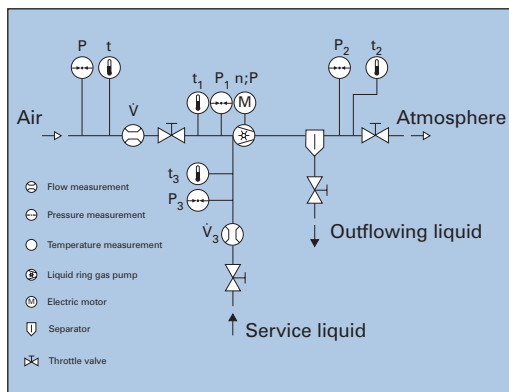 P t
P₂ t₂
t₁ P₁ n;P
M
V̇
Air
Atmosphere
t₃
P₃
V̇₃
Outflowing liquid
Service liquid
Flow measurement
Pressure measurement
Temperature measurement
Liquid ring gas pump
M Electric motor
Separator
Throttle valve